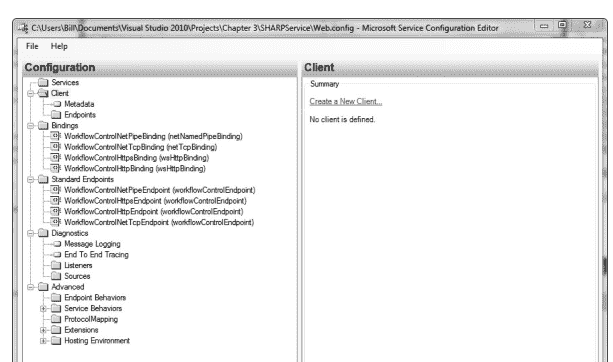 C:\Users\Bill\Documents\Visual Studio 2010\Projects\Chapter 3\SHARPService\Web.config - Microsoft Service Configuration Editor
File Help
Configuration
Services
Client
Metadata
Endpoints
Bindings
WorkflowControlNetPipeBinding (netNamedPipeBinding)
WorkflowControlNetTcpBinding (netTcpBinding)
WorkflowControlHttpsBinding (wsHttpBinding)
WorkflowControlHttpBinding (wsHttpBinding)
Standard Endpoints
WorkflowControlNetPipeEndpoint (workflowControlEndpoint)
WorkflowControlHttpsEndpoint (workflowControlEndpoint)
WorkflowControlHttpEndpoint (workflowControlEndpoint)
WorkflowControlNetTcpEndpoint (workflowControlEndpoint)
Diagnostics
Message Logging
End To End Tracing
Listeners
Sources
Advanced
Endpoint Behaviors
Service Behaviors
ProtocolMapping
Extensions
Hosting Environment
Client
Summary
Create a New Client...
No client is defined.